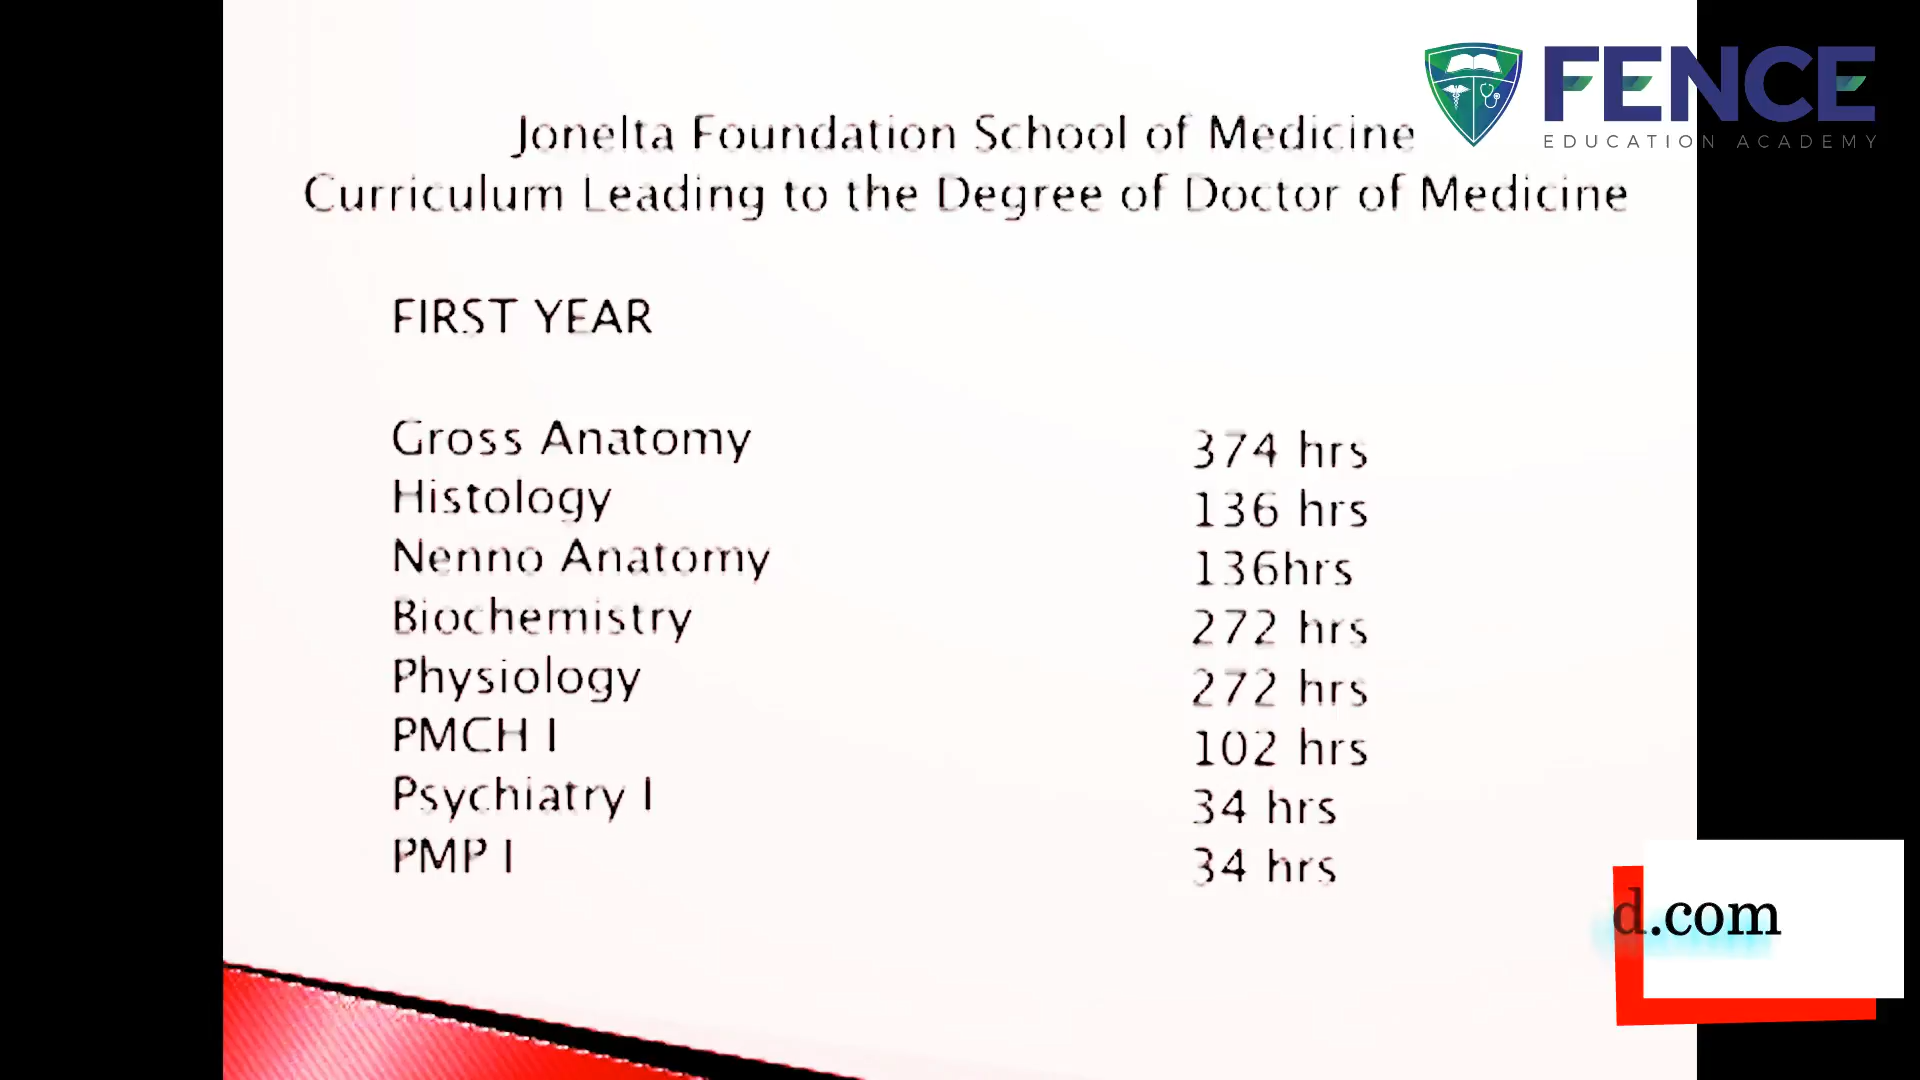 FENCE
EDUCATION ACADEMY
Jonelta Foundation School of Medicine
Curriculum Leading to the Degree of Doctor of Medicine
FIRST YEAR
Gross Anatomy 374 hrs
Histology 136 hrs
Nenno Anatomy 136hrs
Biochemistry 272 hrs
Physiology 272 hrs
PMCH I 102 hrs
Psychiatry I 34 hrs
PMP I 34 hrs
d.com